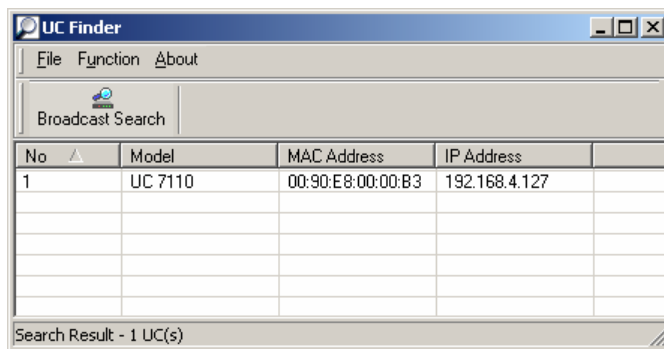 UC Finder
File Function About
Broadcast Search
No Model MAC Address IP Address
1 UC 7110 00:90:E8:00:00:B3 192.168.4.127
Search Result - 1 UC(s)